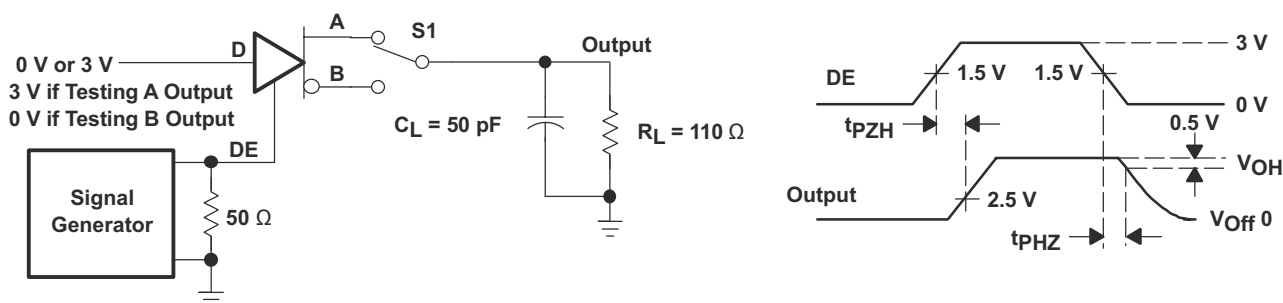 A
S1
D
Output
0 V or 3 V
B
3 V if Testing A Output
0 V if Testing B Output
CL = 50 pF
RL = 110 Ω
DE
Signal
Generator
50 Ω
3 V
DE
1.5 V
1.5 V
0 V
tPZH
0.5 V
VOH
Output
2.5 V
VOff 0
tPHZ